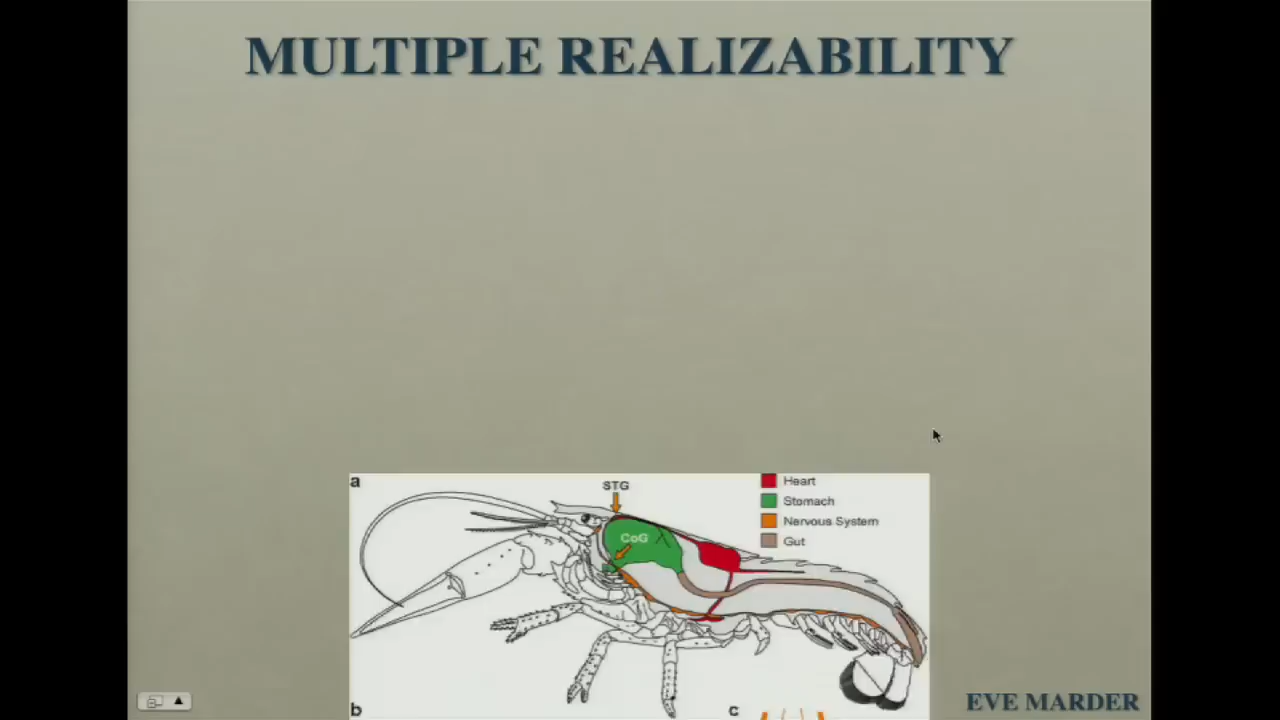 MULTIPLE REALIZABILITY
a
STG
CoG
Heart
Stomach
Nervous System
Gut
b
c
EVE MARDER